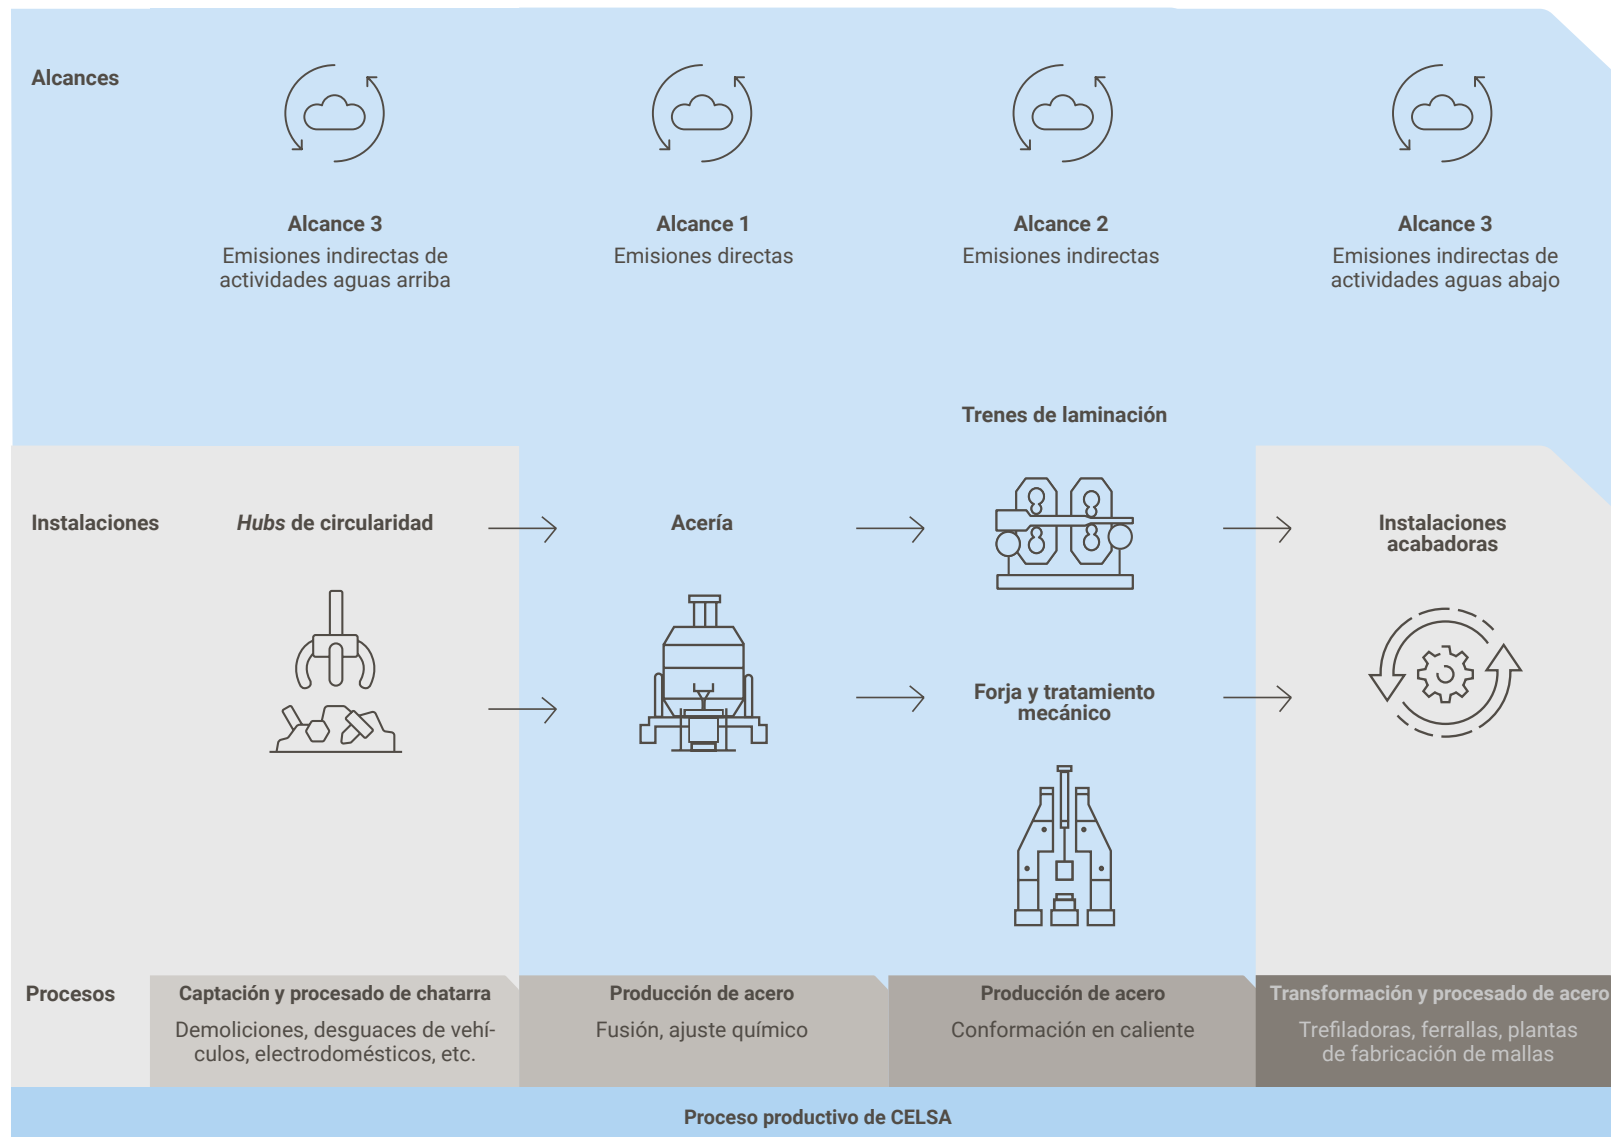 Alcances
Alcance 3
Emisiones indirectas de
actividades aguas arriba
Alcance 1
Emisiones directas
Alcance 2
Emisiones indirectas
Alcance 3
Emisiones indirectas de
actividades aguas abajo
Instalaciones
Hubs de circularidad
Acería
Trenes de laminación
Forja y tratamiento
mecánico
Instalaciones
acabadoras
Procesos
Captación y procesado de chatarra
Demoliciones, desguaces de vehí-
culos, electrodomésticos, etc.
Producción de acero
Fusión, ajuste químico
Producción de acero
Conformación en caliente
Transformación y procesado de acero
Trefiladoras, ferrallas, plantas
de fabricación de mallas
Proceso productivo de CELSA